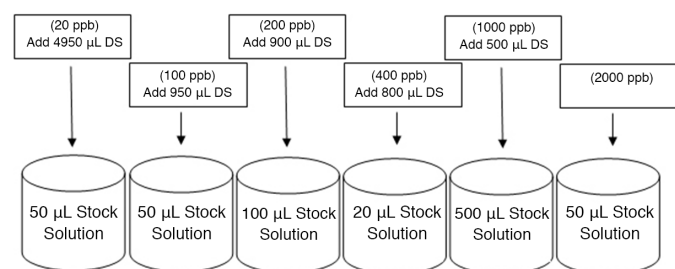 (20 ppb)
Add 4950 µL DS
(100 ppb)
Add 950 µL DS
(200 ppb)
Add 900 µL DS
(400 ppb)
Add 800 µL DS
(1000 ppb)
Add 500 µL DS
(2000 ppb)
50 µL Stock
Solution
50 µL Stock
Solution
100 µL Stock
Solution
20 µL Stock
Solution
500 µL Stock
Solution
50 µL Stock
Solution